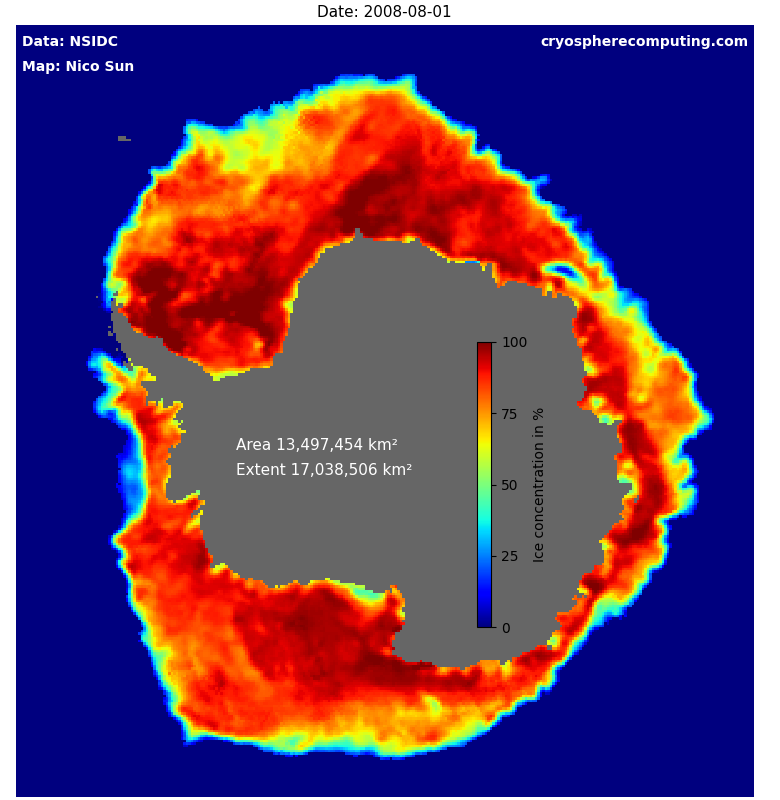 Date: 2008-08-01
Data: NSIDC
cryospherecomputing.com
Map: Nico Sun
100
75
50
25
0
Ice concentration in %
Area 13,497,454 km²
Extent 17,038,506 km²